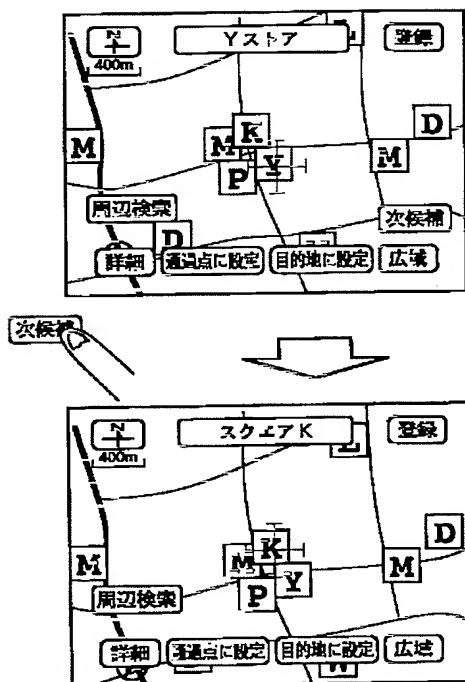 N Yストア 登録
400m
D
M M K M
P Y
周辺検索
次候補
D
詳細 通過点に設定 目的地に設定 広域
次候補
N スクエアK 登録
400m
D
M M K M
P Y
周辺検索
詳細 通過点に設定 目的地に設定 広域